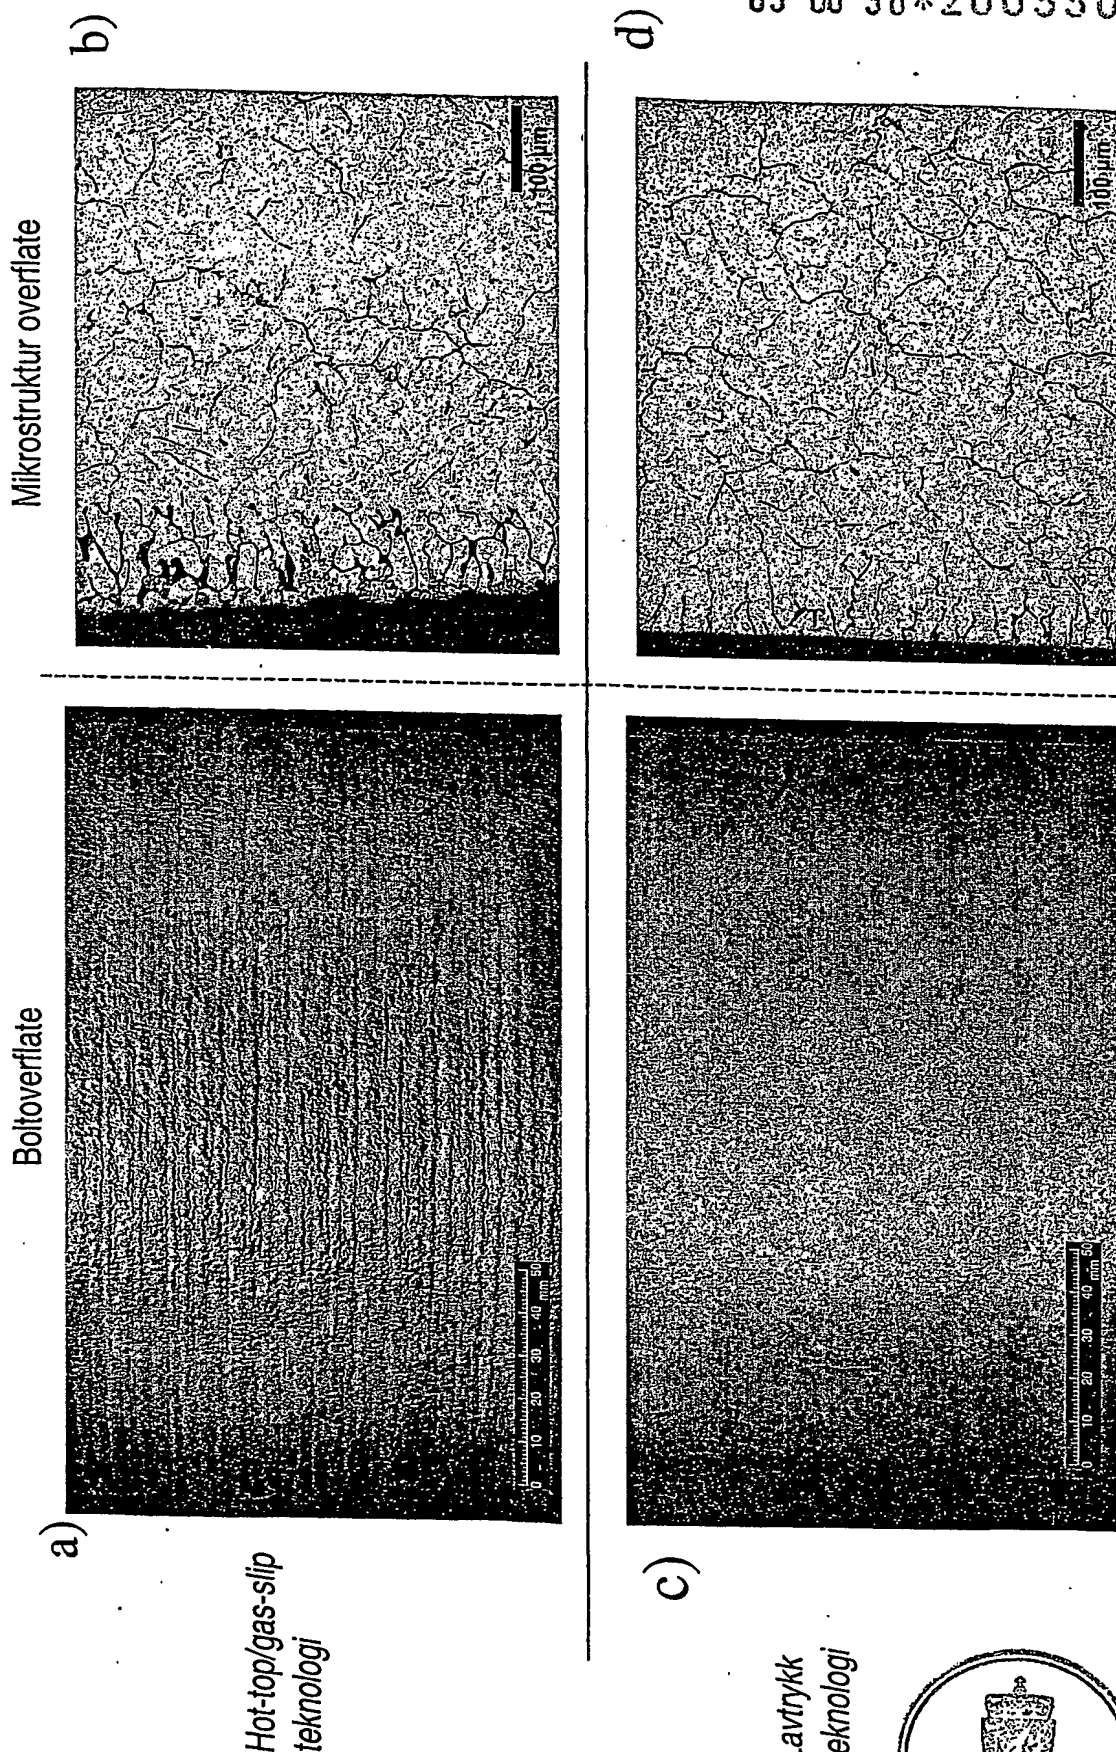 Boltoverflate
Mikrostruktur overflate
Hot-top/gas-slip
teknologi
a)
0 10 20 30 40 mm 50
b)
100 µm
avtrykk
eknologi
c)
0 10 20 30 40 mm 50
d)
100 µm